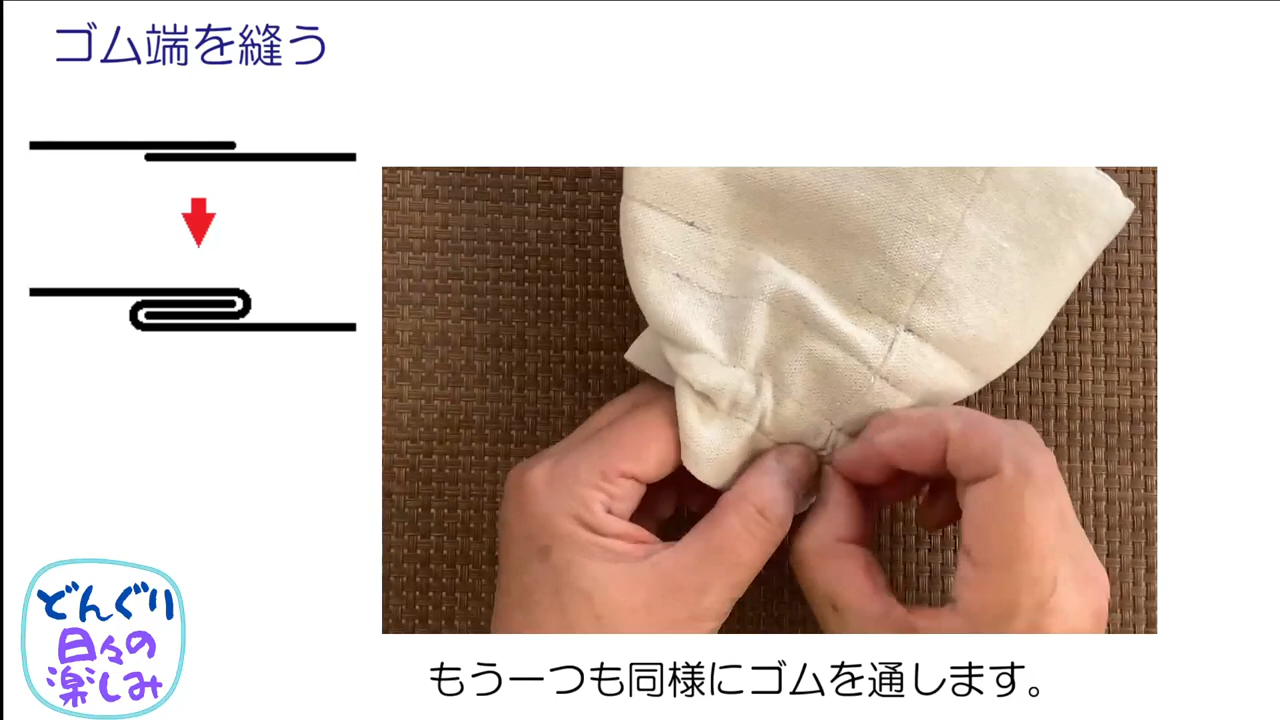 ゴム端を縫う
もう一つも同様にゴムを通します。
どんぐり
日々の
楽しみ